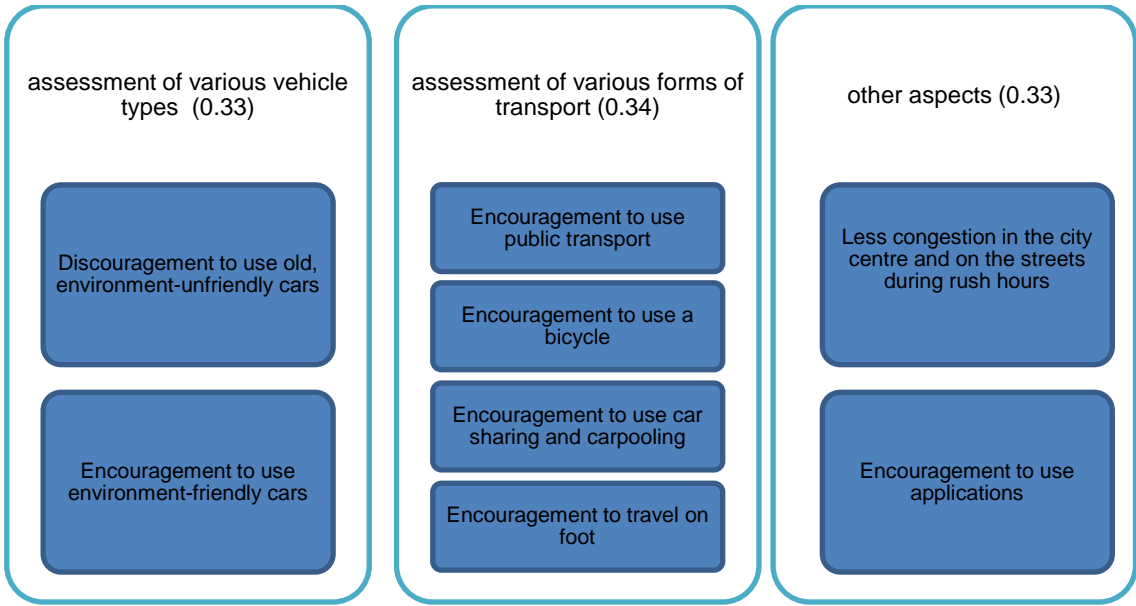 assessment of various vehicle
types (0.33)
Discouragement to use old,
environment-unfriendly cars
Encouragement to use
environment-friendly cars
assessment of various forms of
transport (0.34)
Encouragement to use
public transport
Encouragement to use a
bicycle
Encouragement to use car
sharing and carpooling
Encouragement to travel on
foot
other aspects (0.33)
Less congestion in the city
centre and on the streets
during rush hours
Encouragement to use
applications